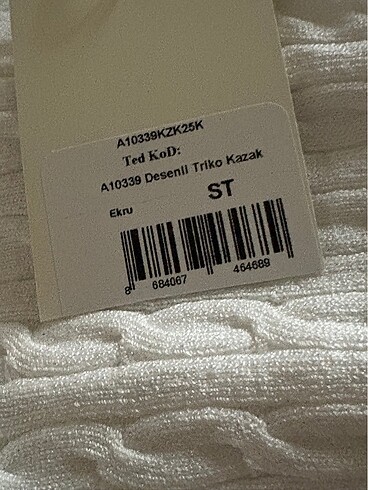 A10339KZK25K
Ted KoD:
A10339 Desenli Triko Kazak
Ekru
ST
8 684067 464689